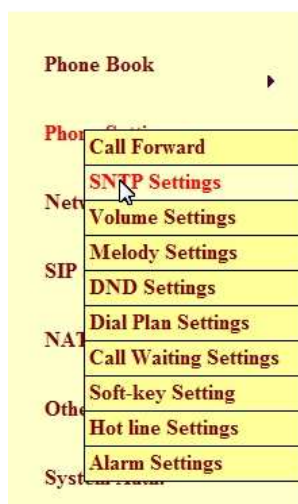 Phone Book
Call Forward
SNTP Settings
Volume Settings
Melody Settings
SIP
DND Settings
Dial Plan Settings
Call Waiting Settings
Soft-key Setting
Hot line Settings
Alarm Settings